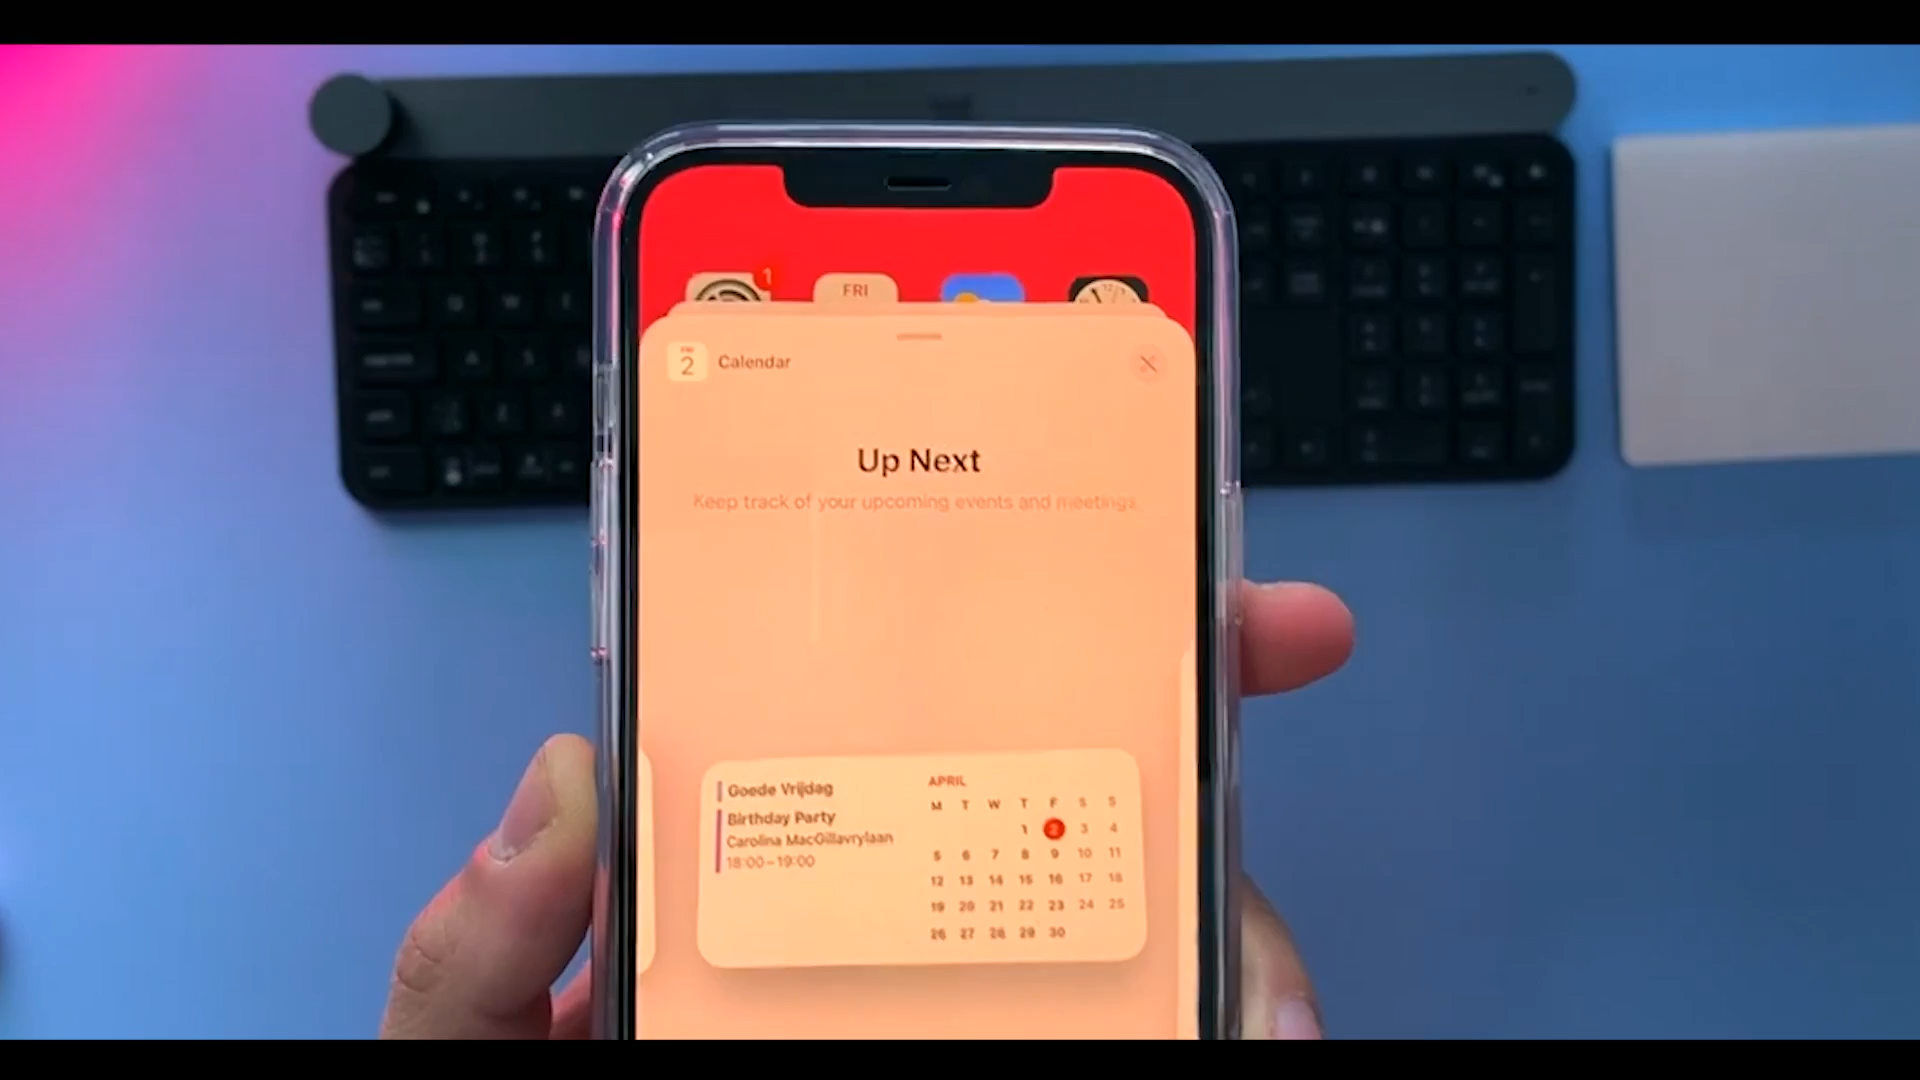 1
FRI
2
Calendar
Up Next
Keep track of your upcoming events and meetings.
Goede Vrijdag
Birthday Party
Carolina MacGillavrylaan
18:00–19:00
APRIL
M T W T F S S
1 2 3 4
5 6 7 8 9 10 11
12 13 14 15 16 17 18
19 20 21 22 23 24 25
26 27 28 29 30